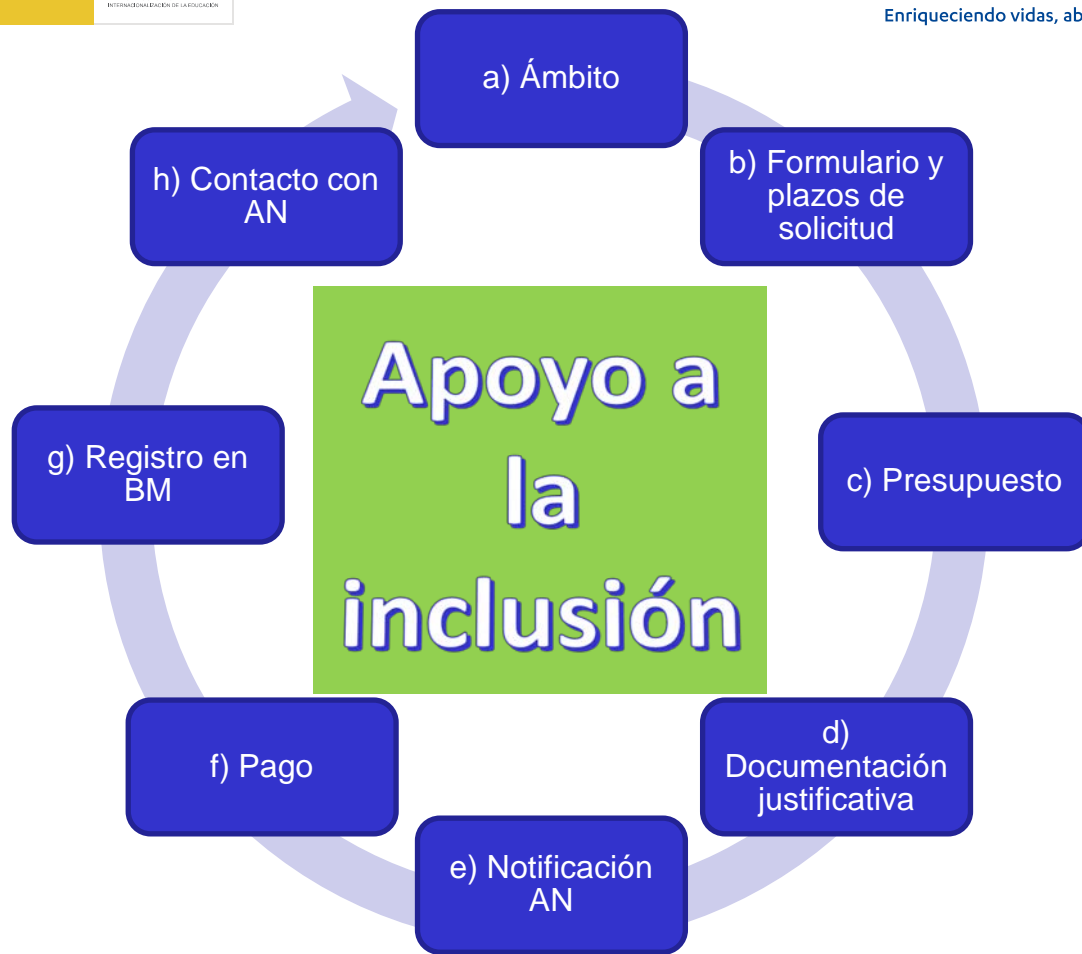 INTERNACIONALIZACIÓN DE LA EDUCACIÓN
Enriqueciendo vidas, ab
a) Ámbito
b) Formulario y
plazos de
solicitud
c) Presupuesto
d)
Documentación
justificativa
e) Notificación
AN
f) Pago
g) Registro en
BM
h) Contacto con
AN
Apoyo a
la
inclusión